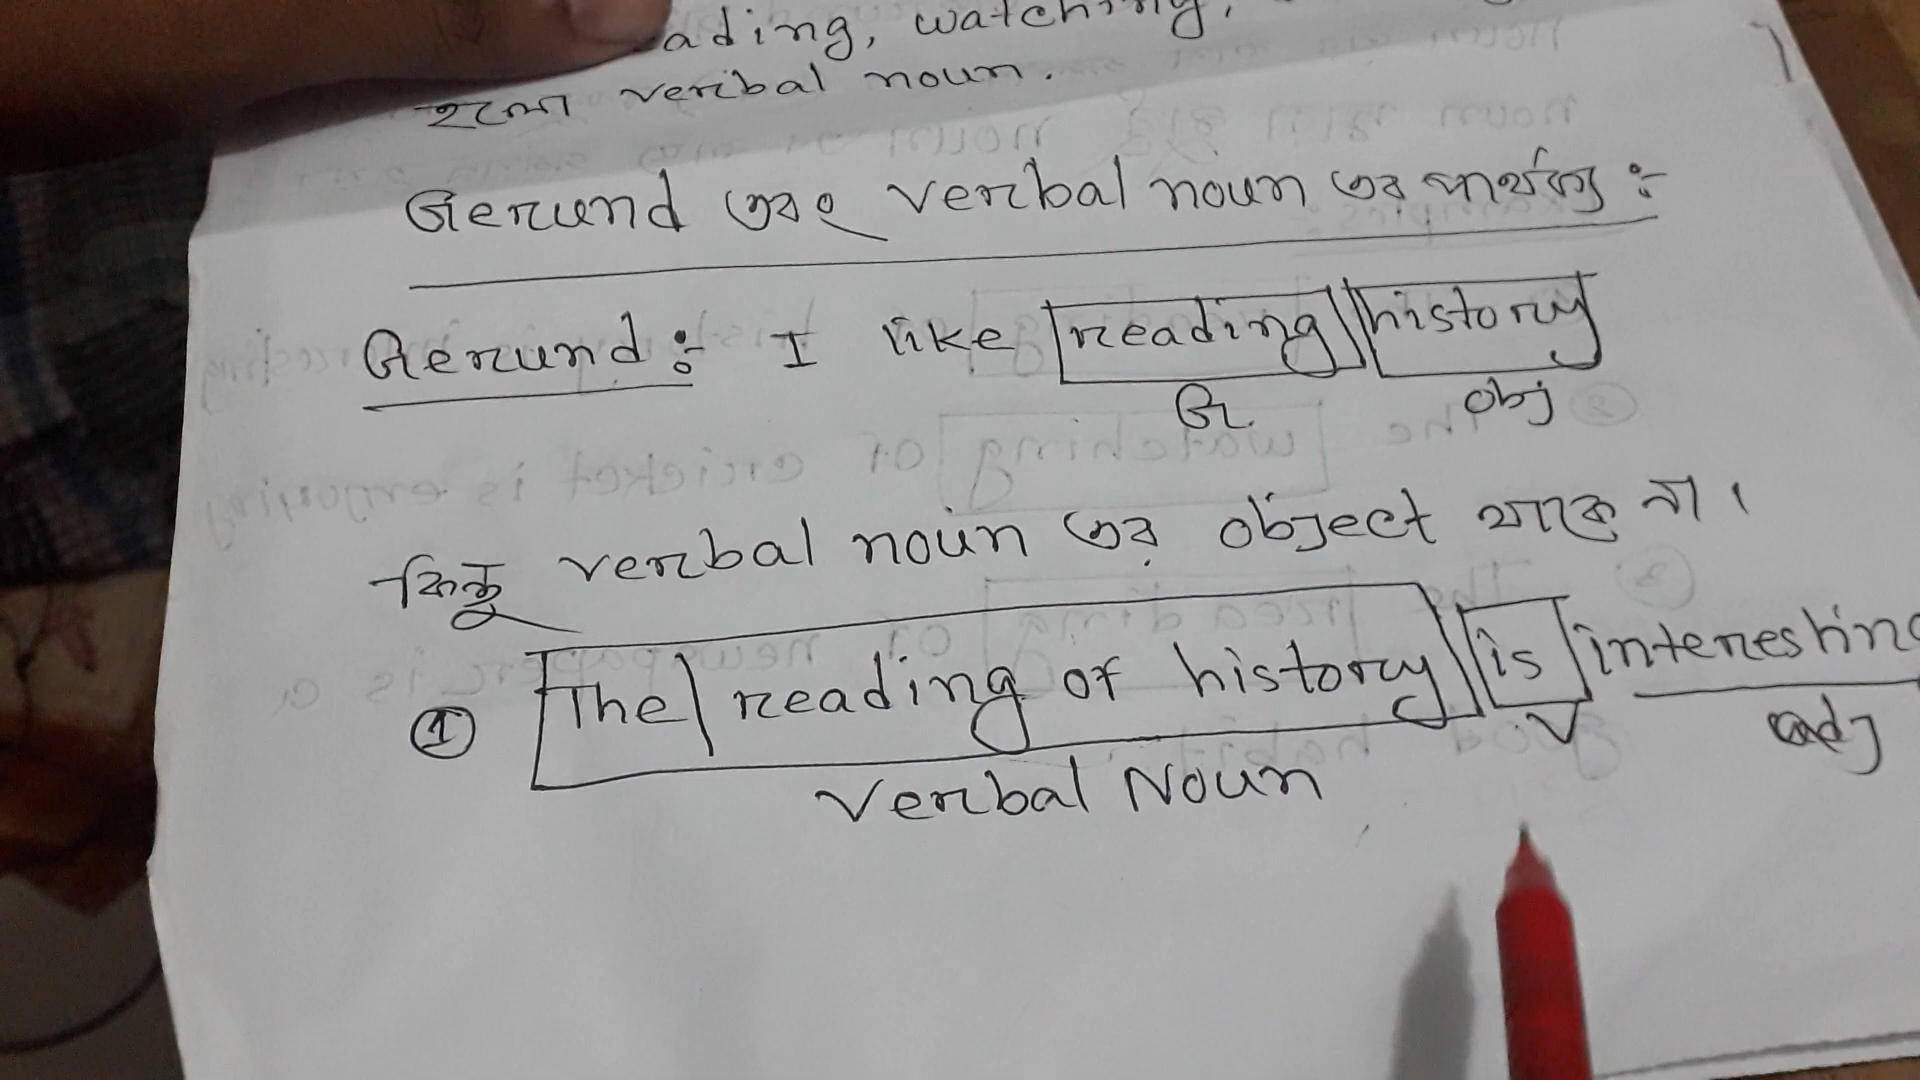 ading, watching,
হলো verbal noun.
Gerund এবং verbal noun এর পার্থক্য :-
Gerund :- I like reading history
G. obj
কিন্তু verbal noun এর object থাকে না।
① The reading of history is interesting
Verbal Noun V adj